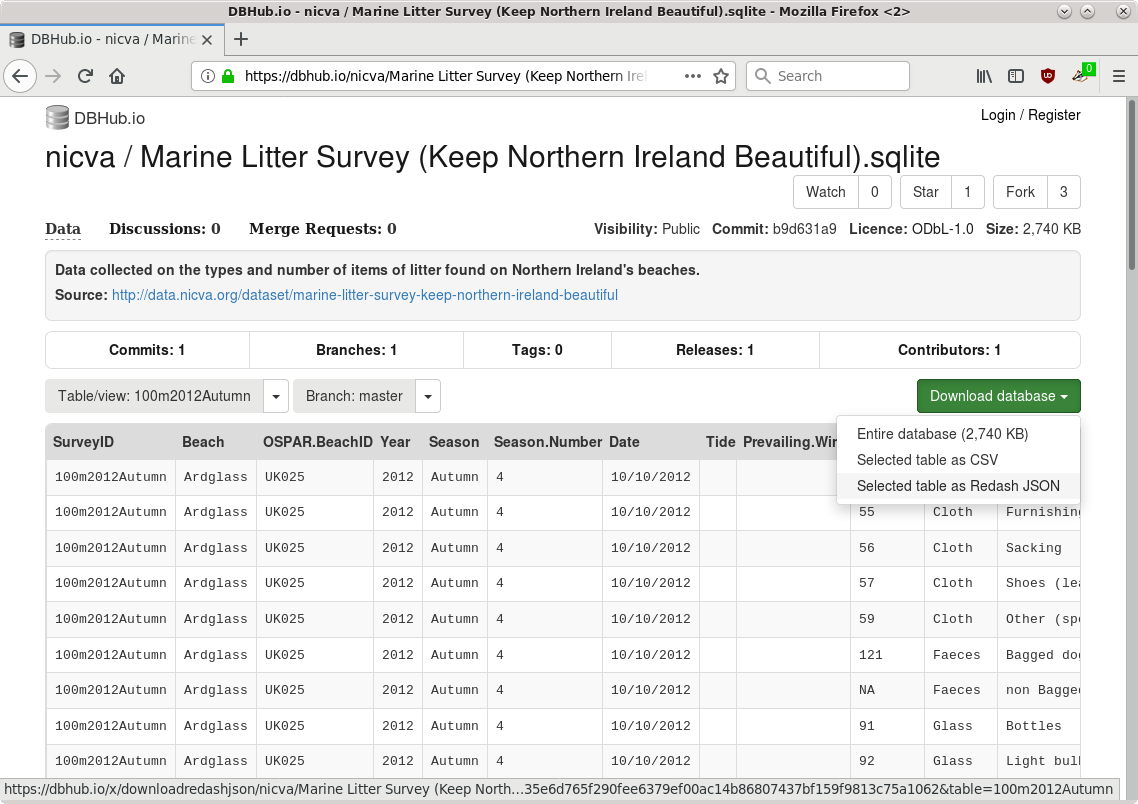 DBHub.io - nicva / Marine Litter Survey (Keep Northern Ireland Beautiful).sqlite - Mozilla Firefox <2>
DBHub.io - nicva / Marine
https://dbhub.io/nicva/Marine Litter Survey (Keep Northern Irel
Search
0
DBHub.io
Login / Register
nicva / Marine Litter Survey (Keep Northern Ireland Beautiful).sqlite
Watch 0 Star 1 Fork 3
Data Discussions: 0 Merge Requests: 0 Visibility: Public Commit: b9d631a9 Licence: ODbL-1.0 Size: 2,740 KB
Data collected on the types and number of items of litter found on Northern Ireland's beaches.
Source: http://data.nicva.org/dataset/marine-litter-survey-keep-northern-ireland-beautiful
Commits: 1 Branches: 1 Tags: 0 Releases: 1 Contributors: 1
Table/view: 100m2012Autumn Branch: master Download database
Entire database (2,740 KB)
Selected table as CSV
Selected table as Redash JSON
SurveyID Beach OSPAR.BeachID Year Season Season.Number Date Tide Prevailing.Win
100m2012Autumn Ardglass UK025 2012 Autumn 4 10/10/2012
100m2012Autumn Ardglass UK025 2012 Autumn 4 10/10/2012 55 Cloth Furnishing
100m2012Autumn Ardglass UK025 2012 Autumn 4 10/10/2012 56 Cloth Sacking
100m2012Autumn Ardglass UK025 2012 Autumn 4 10/10/2012 57 Cloth Shoes (lea
100m2012Autumn Ardglass UK025 2012 Autumn 4 10/10/2012 59 Cloth Other (spe
100m2012Autumn Ardglass UK025 2012 Autumn 4 10/10/2012 121 Faeces Bagged dog
100m2012Autumn Ardglass UK025 2012 Autumn 4 10/10/2012 NA Faeces non Bagged
100m2012Autumn Ardglass UK025 2012 Autumn 4 10/10/2012 91 Glass Bottles
100m2012Autumn Ardglass UK025 2012 Autumn 4 10/10/2012 92 Glass Light bul
https://dbhub.io/x/downloadredashjson/nicva/Marine Litter Survey (Keep North...35e6d765f290fee6379ef00ac14b86807437bf159f9813c75a1062&table=100m2012Autumn